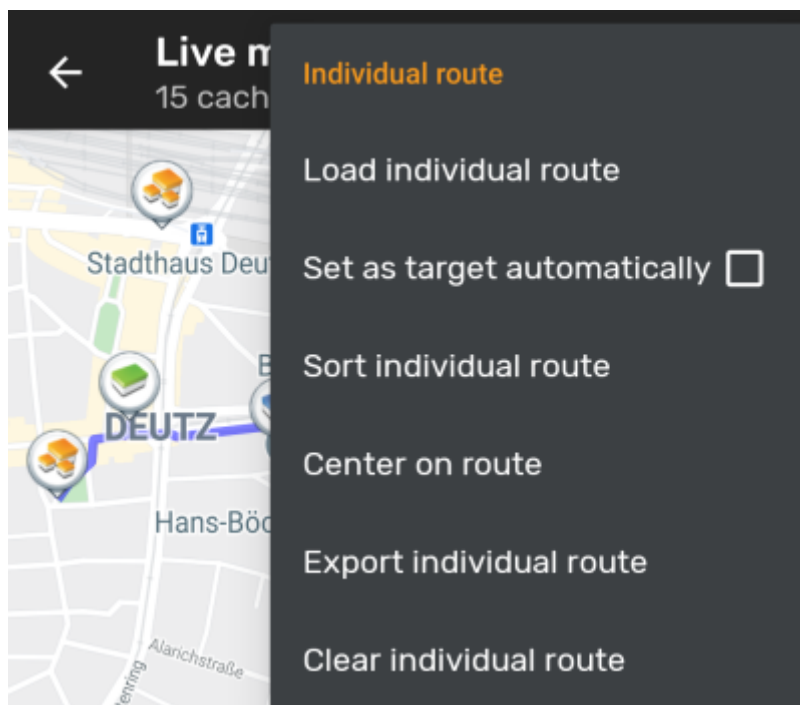 Live m
15 cach
Individual route
Load individual route
Set as target automatically
Sort individual route
Center on route
Export individual route
Clear individual route
Stadthaus Deu
B
DEUTZ
Hans-Böc
Alarichstraße
enring